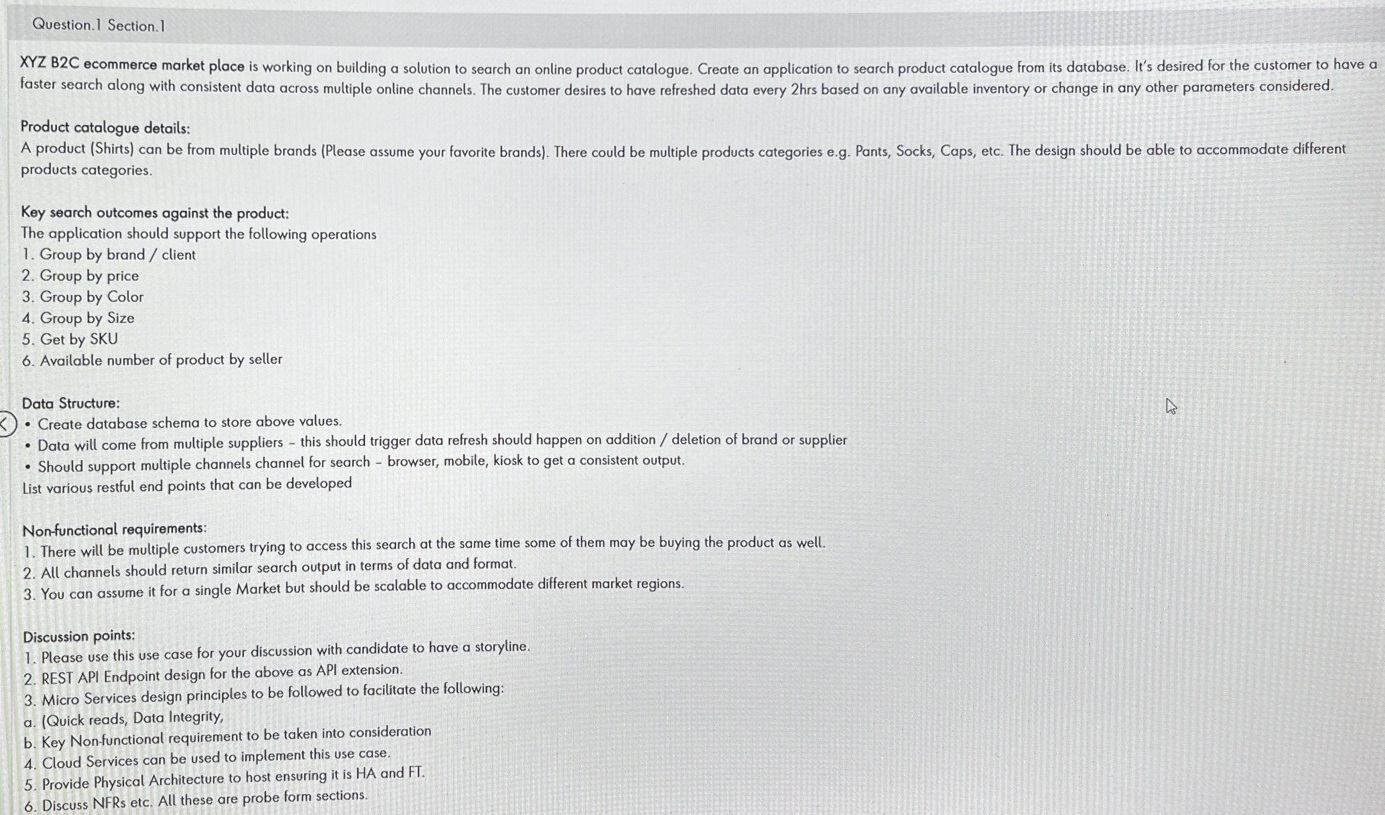 Question.1 Section.1
XYZ B2C ecommerce market place is working on building a solution to search an online product catalogue. Create an application to search product catalogue from its database. It's desired for the customer to have a
faster search along with consistent data across multiple online channels. The customer desires to have refreshed data every 2hrs based on any available inventory or change in any other parameters considered.
Product catalogue details:
A product (Shirts) can be from multiple brands (Please assume your favorite brands). There could be multiple products categories e.g. Pants, Socks, Caps, etc. The design should be able to accommodate different
products categories.
Key search outcomes against the product:
The application should support the following operations
1. Group by brand / client
2. Group by price
3. Group by Color
4. Group by Size
5. Get by SKU
6. Available number of product by seller
Data Structure:
• Create database schema to store above values.
• Data will come from multiple suppliers – this should trigger data refresh should happen on addition / deletion of brand or supplier
• Should support multiple channels channel for search – browser, mobile, kiosk to get a consistent output.
List various restful end points that can be developed
Non-functional requirements:
1. There will be multiple customers trying to access this search at the same time some of them may be buying the product as well.
2. All channels should return similar search output in terms of data and format.
3. You can assume it for a single Market but should be scalable to accommodate different market regions.
Discussion points:
1. Please use this use case for your discussion with candidate to have a storyline.
2. REST API Endpoint design for the above as API extension.
3. Micro Services design principles to be followed to facilitate the following:
a. (Quick reads, Data Integrity,
b. Key Non-functional requirement to be taken into consideration
4. Cloud Services can be used to implement this use case.
5. Provide Physical Architecture to host ensuring it is HA and FT.
6. Discuss NFRs etc. All these are probe form sections.